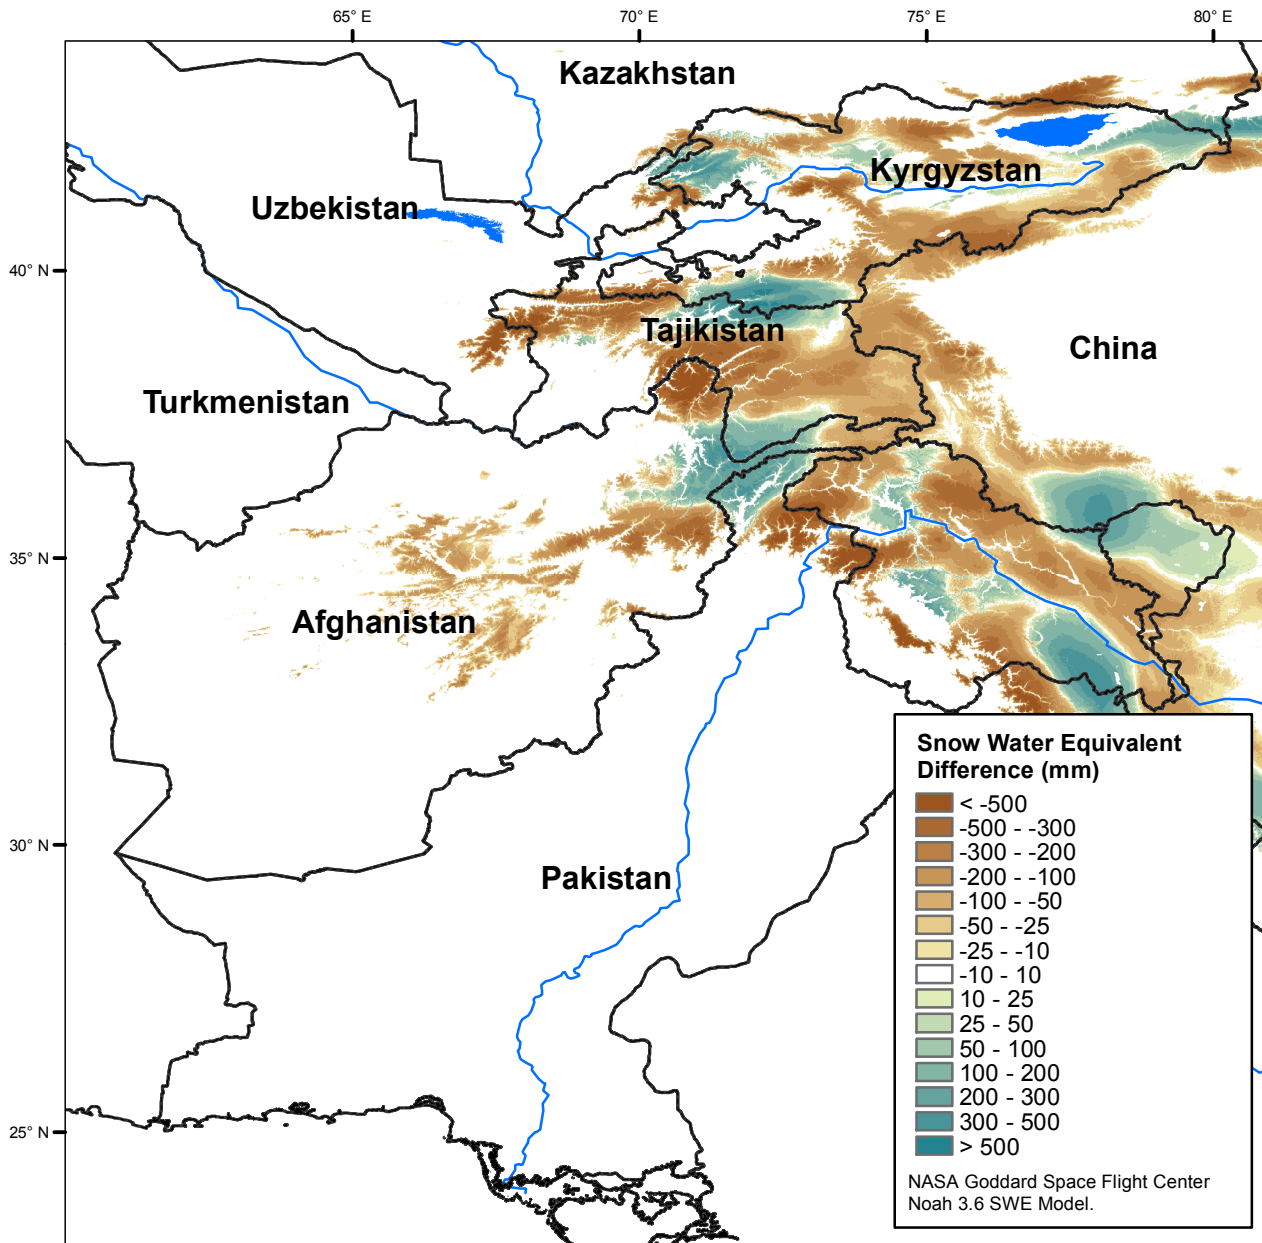 65° E
70° E
75° E
80° E
Kazakhstan
Kyrgyzstan
Uzbekistan
40° N
Tajikistan
China
Turkmenistan
35° N
Afghanistan
Snow Water Equivalent
Difference (mm)
< -500
-500 - -300
-300 - -200
-200 - -100
-100 - -50
-50 - -25
-25 - -10
-10 - 10
10 - 25
25 - 50
50 - 100
100 - 200
200 - 300
300 - 500
> 500
NASA Goddard Space Flight Center
Noah 3.6 SWE Model.
30° N
Pakistan
25° N